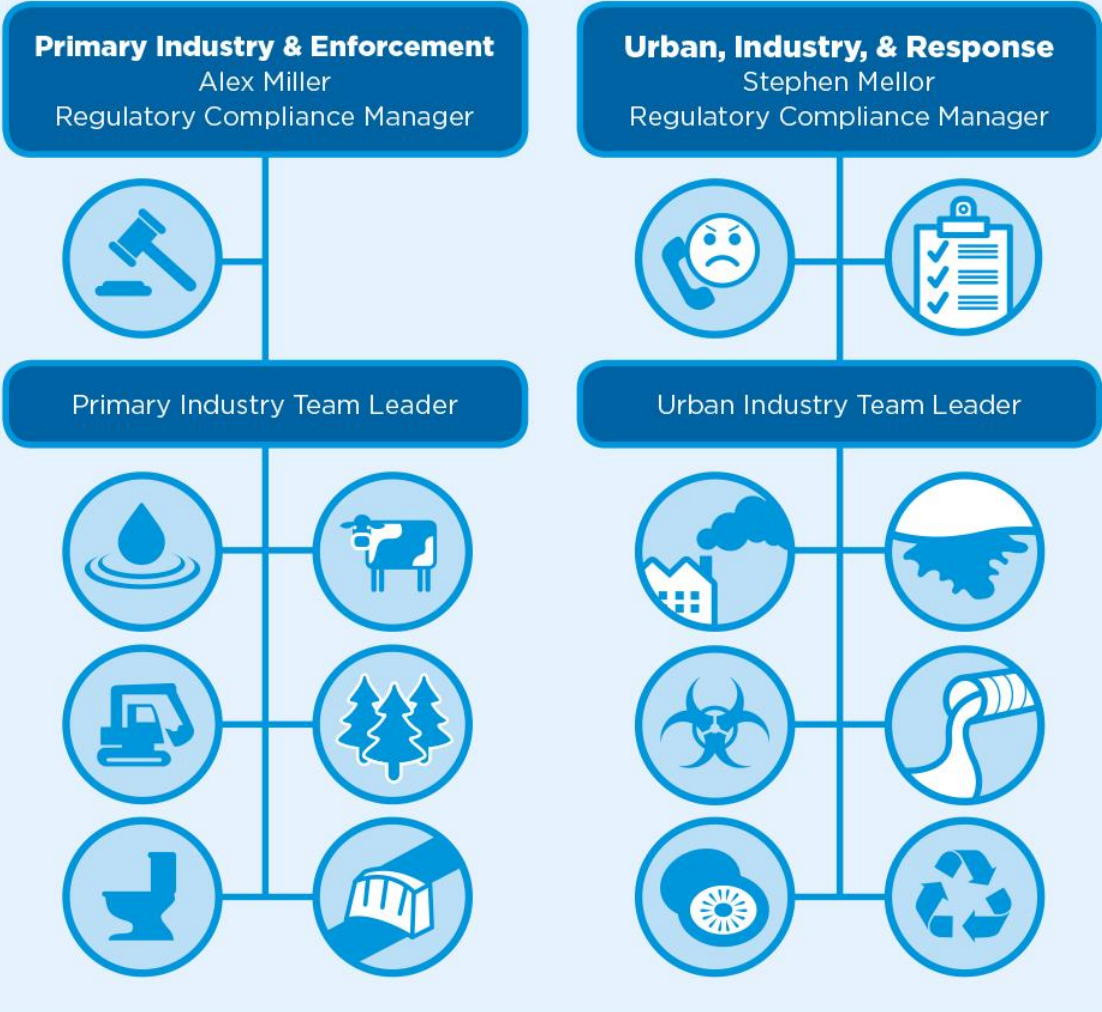 Primary Industry & Enforcement
Alex Miller
Regulatory Compliance Manager
Urban, Industry, & Response
Stephen Mellor
Regulatory Compliance Manager
Primary Industry Team Leader
Urban Industry Team Leader